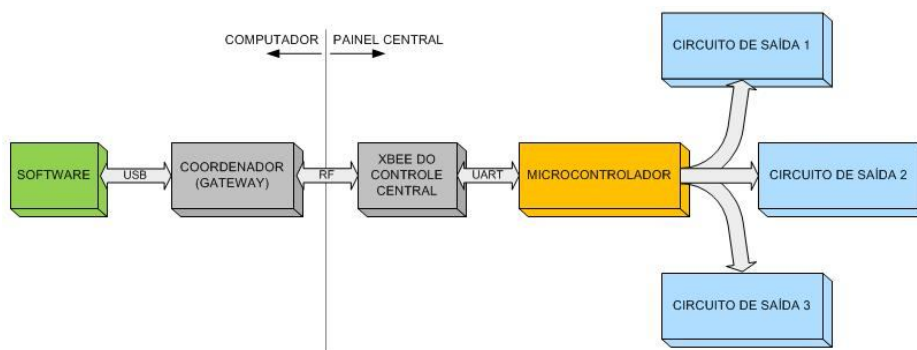 COMPUTADOR
PAINEL CENTRAL
CIRCUITO DE SAÍDA 1
SOFTWARE
USB
COORDENADOR
(GATEWAY)
RF
XBEE DO
CONTROLE
CENTRAL
UART
MICROCONTROLADOR
CIRCUITO DE SAÍDA 2
CIRCUITO DE SAÍDA 3